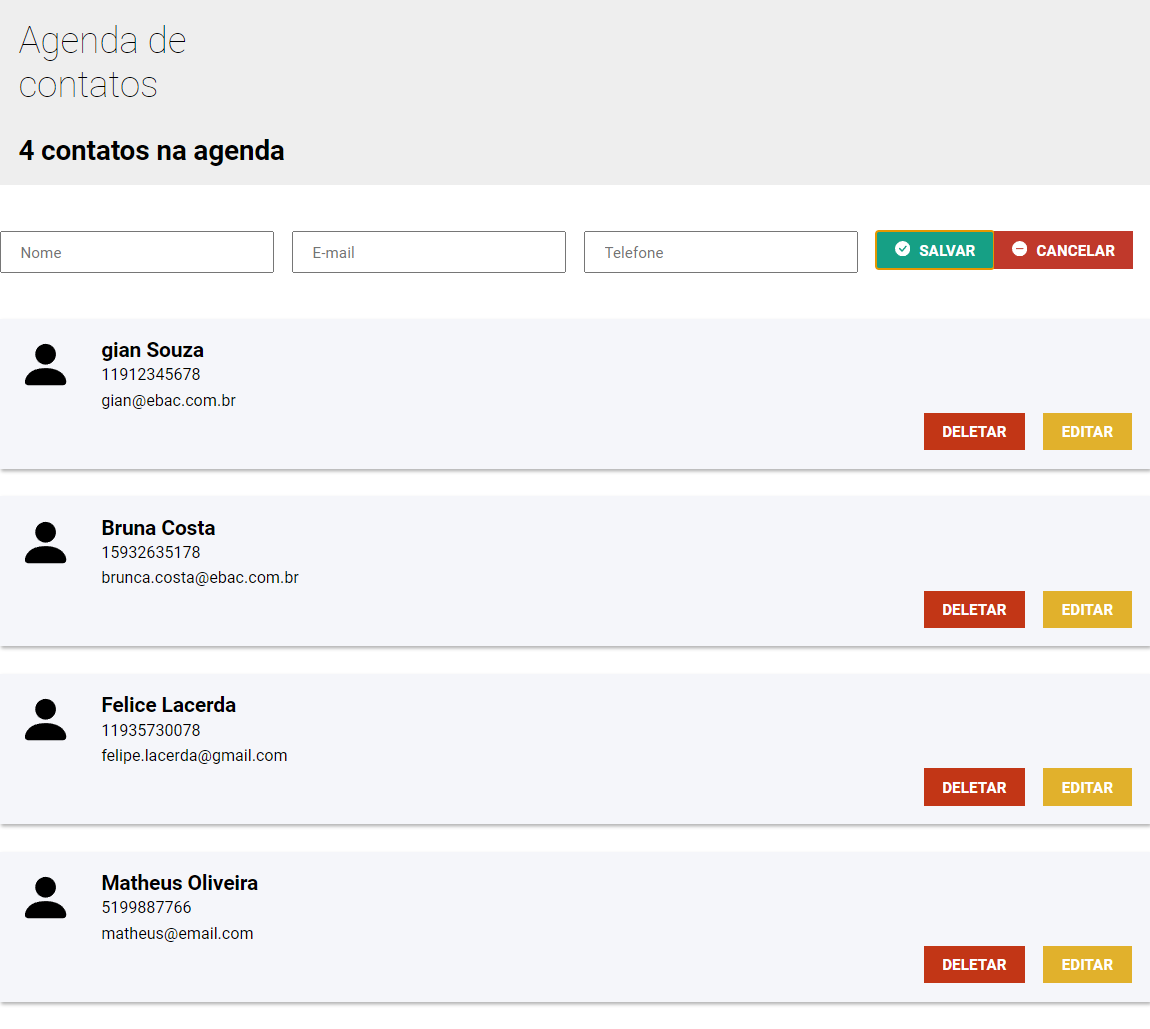 Agenda de
contatos
4 contatos na agenda
Nome E-mail Telefone SALVAR CANCELAR
gian Souza
11912345678
gian@ebac.com.br
DELETAR EDITAR
Bruna Costa
15932635178
brunca.costa@ebac.com.br
DELETAR EDITAR
Felice Lacerda
11935730078
felipe.lacerda@gmail.com
DELETAR EDITAR
Matheus Oliveira
5199887766
matheus@email.com
DELETAR EDITAR